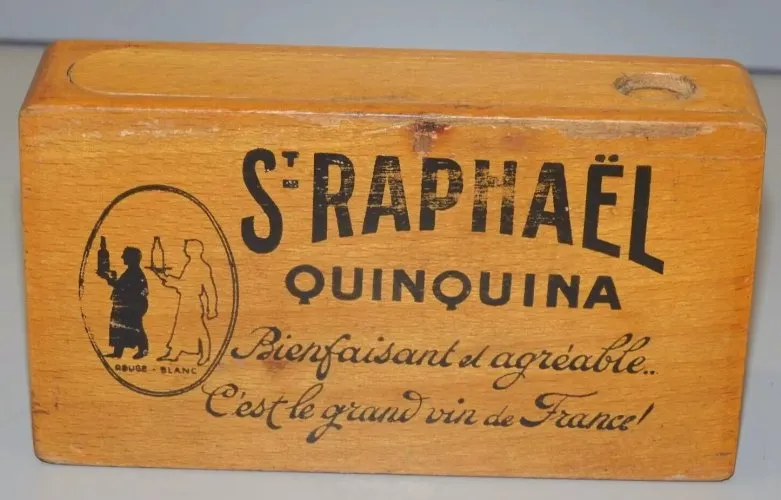 ST RAPHAËL
QUINQUINA
Bienfaisant et agréable..
C'est le grand vin de France!
ROUGE - BLANC